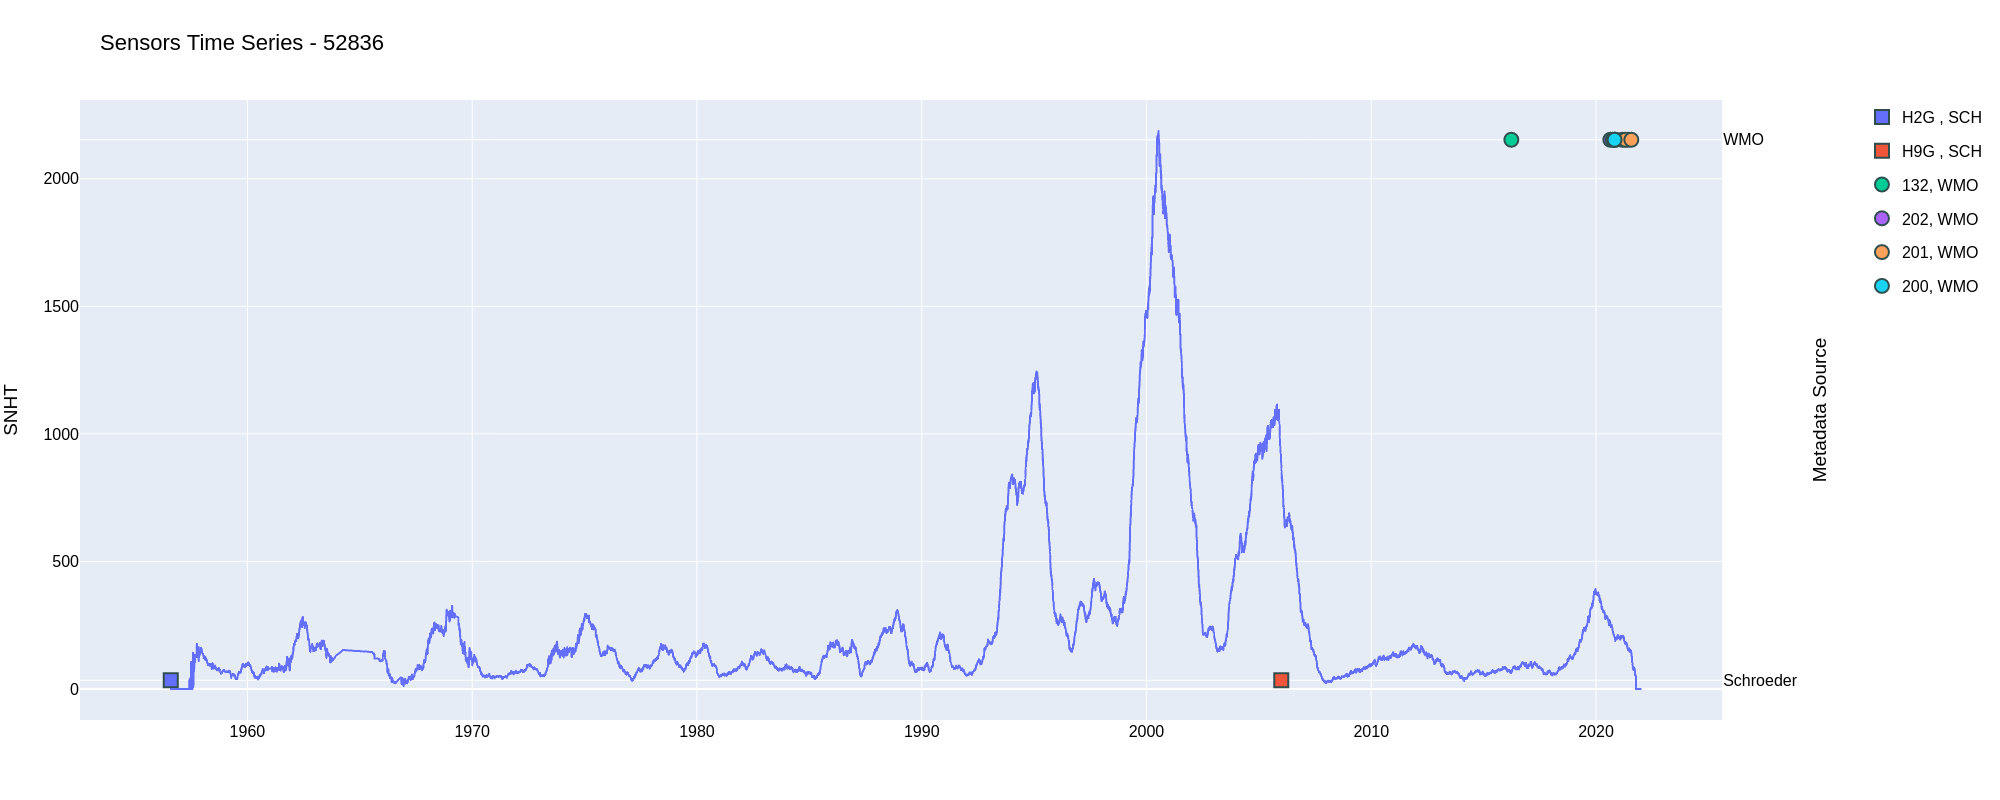 Sensors Time Series - 52836
H2G , SCH
H9G , SCH
132, WMO
202, WMO
201, WMO
200, WMO
WMO
Schroeder
Metadata Source
SNHT
2000
1500
1000
500
0
1960
1970
1980
1990
2000
2010
2020